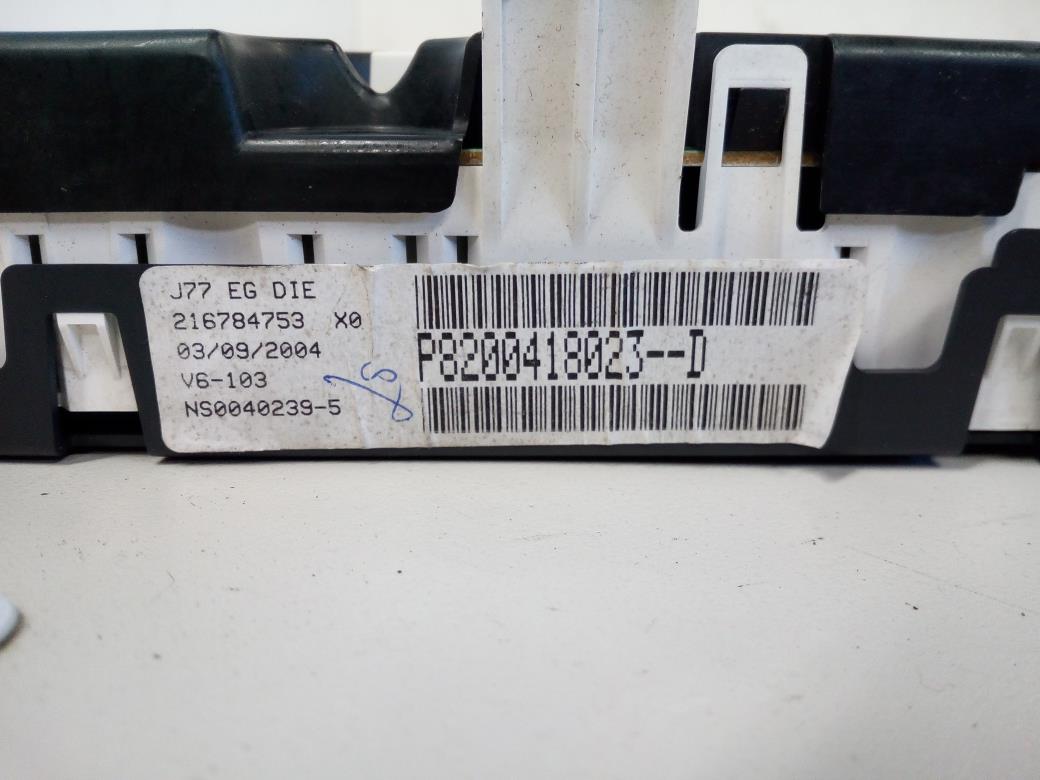 J77 EG DIE
216784753 X0
03/09/2004
V6-103
NS0040239-5
P8200418023--D